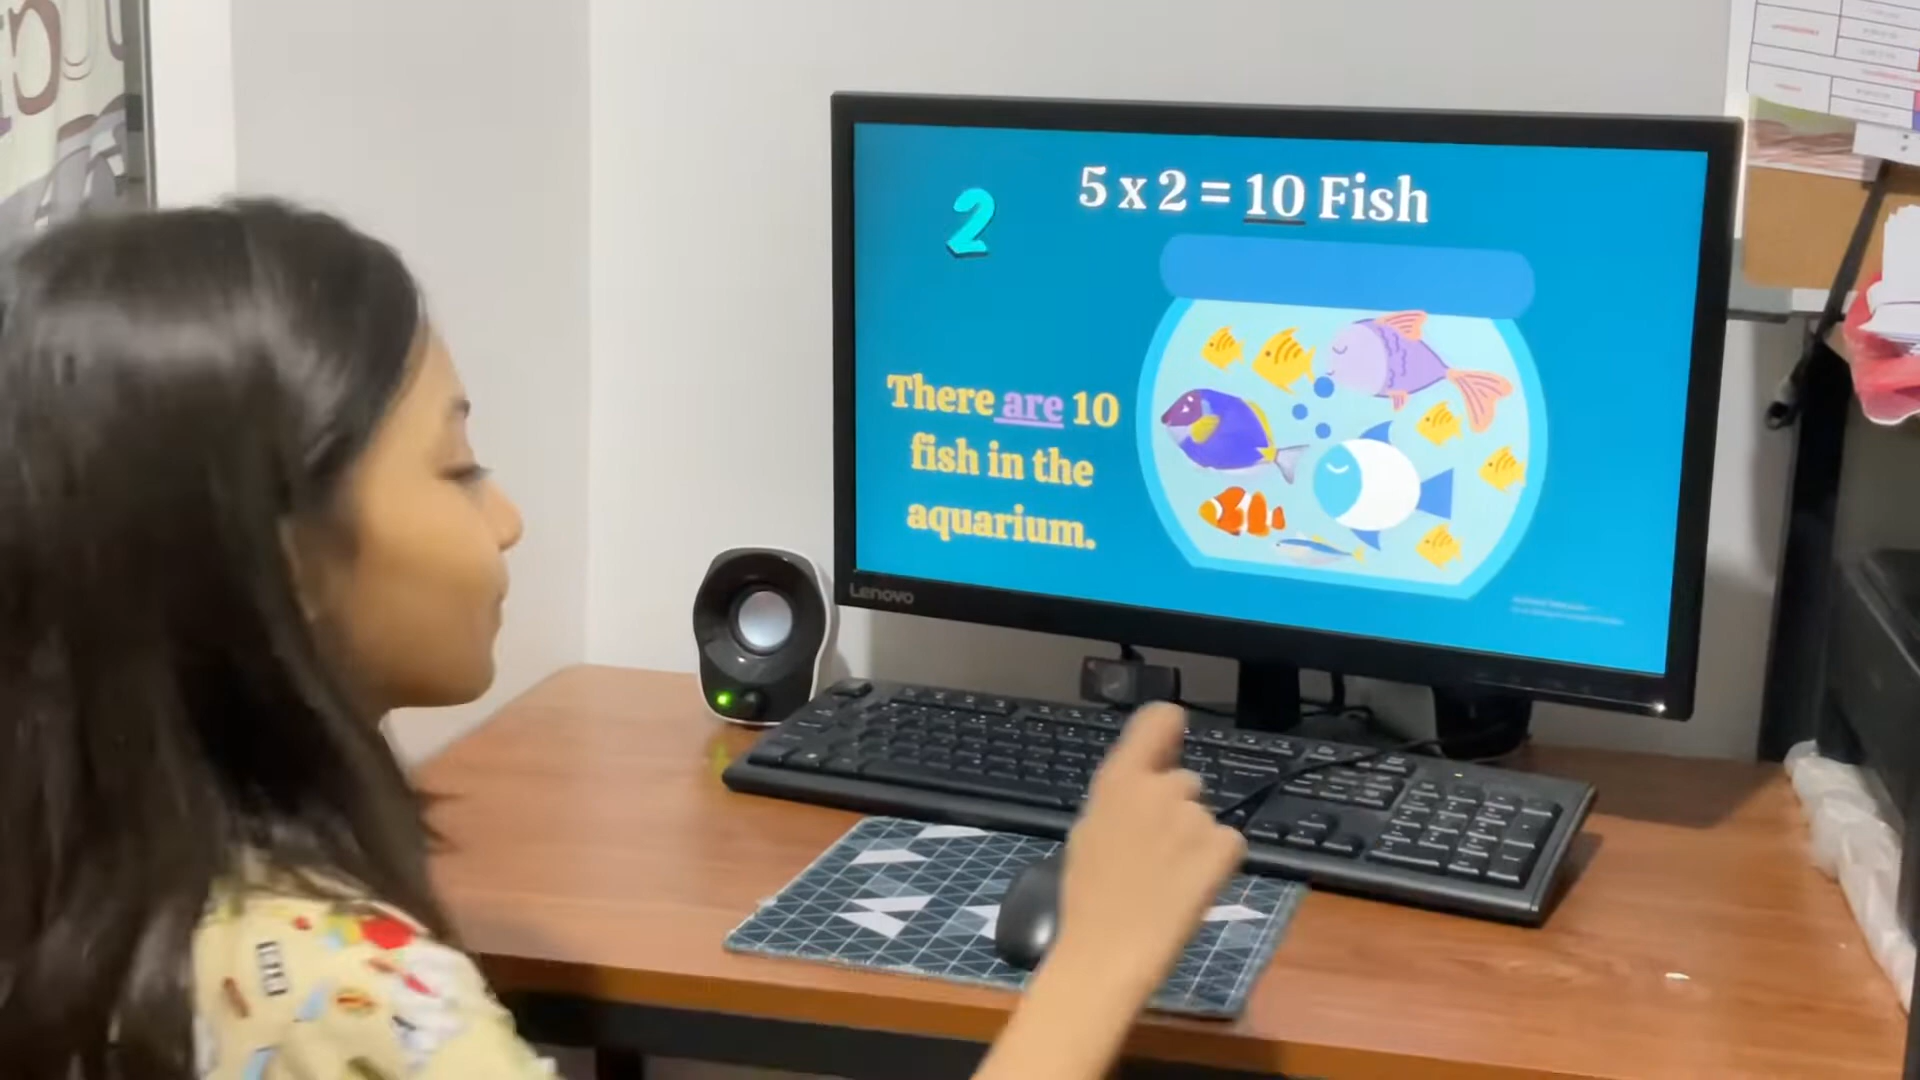 5 x 2 = 10 Fish
2
There are 10
fish in the
aquarium.
Lenovo